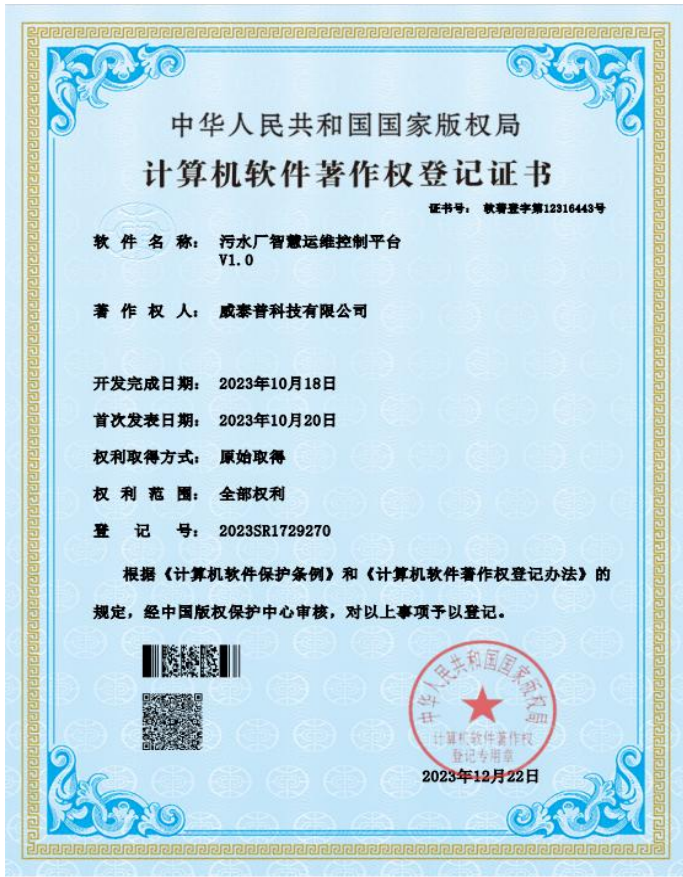 中华人民共和国国家版权局
计算机软件著作权登记证书
证书号： 软著登字第12316443号
软件名称： 污水厂智慧运维控制平台
V1.0
著作权人： 威泰普科技有限公司
开发完成日期： 2023年10月18日
首次发表日期： 2023年10月20日
权利取得方式： 原始取得
权利范围： 全部权利
登记号： 2023SR1729270
根据《计算机软件保护条例》和《计算机软件著作权登记办法》的
规定，经中国版权保护中心审核，对以上事项予以登记。
中华人民共和国国家版权局
计算机软件著作权
登记专用章
2023年12月22日